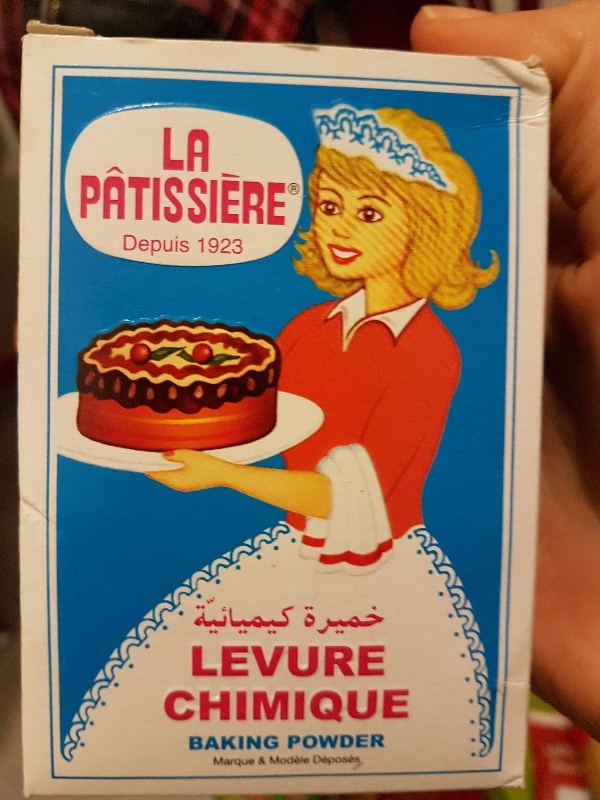 LA
PÂTISSIÈRE®
Depuis 1923
خميرة كيميائيّة
LEVURE
CHIMIQUE
BAKING POWDER
Marque & Modèle Déposés